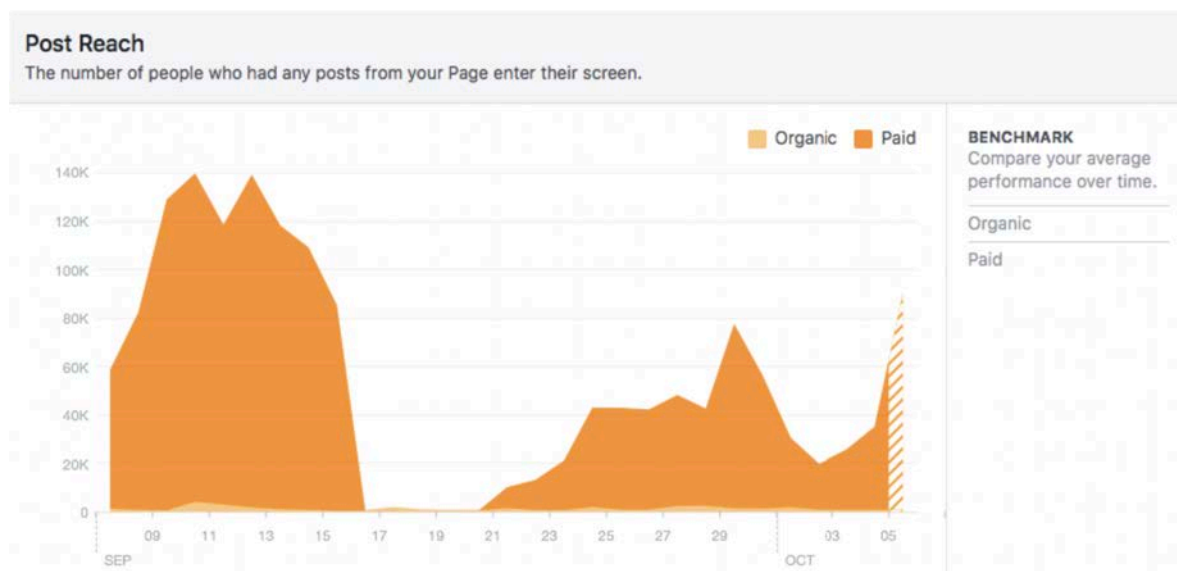 Post Reach
The number of people who had any posts from your Page enter their screen.
Organic Paid
140K
120K
100K
80K
60K
40K
20K
0
09 11 13 15 17 19 21 23 25 27 29 03 05
SEP OCT
BENCHMARK
Compare your average
performance over time.
Organic
Paid